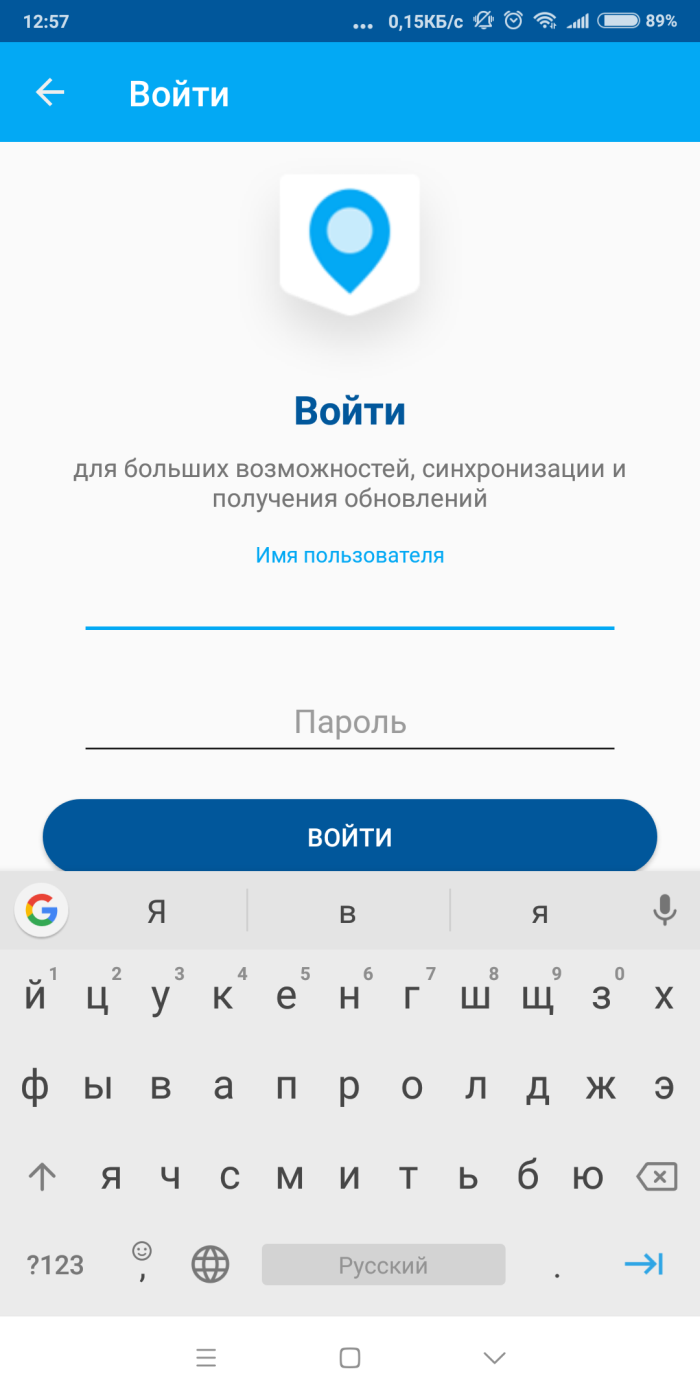 12:57 ... 0,15КБ/с 89%
Войти
Войти
для больших возможностей, синхронизации и
получения обновлений
Имя пользователя
Пароль
ВОЙТИ
Я в я
й1 ц2 у3 к4 е5 н6 г7 ш8 щ9 з0 х
ф ы в а п р о л д ж э
я ч с м и т ь б ю
?123 , Русский .